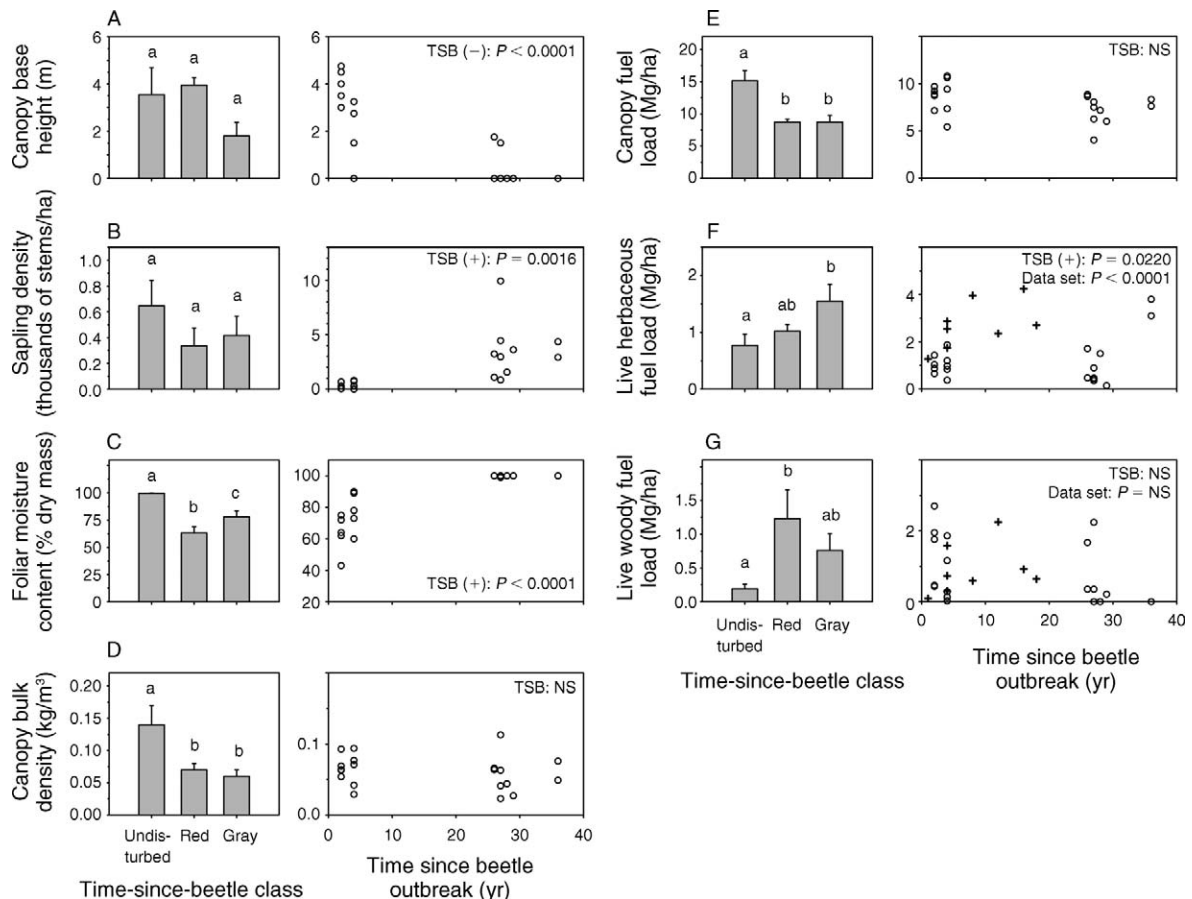 A
Canopy base
height (m)
6
4
2
0
a
a
a
6
4
2
0
TSB (−): P < 0.0001
B
Sapling density
(thousands of stems/ha)
1.0
0.8
0.6
0.4
0.2
0.0
a
a
a
10
5
0
TSB (+): P = 0.0016
C
Foliar moisture
content (% dry mass)
100
75
50
25
0
a
b
c
100
80
60
40
20
TSB (+): P < 0.0001
D
Canopy bulk
density (kg/m³)
0.20
0.15
0.10
0.05
0.00
a
b
b
Undis-
turbed
Red
Gray
Time-since-beetle class
0.1
0.0
TSB: NS
0 10 20 30 40
Time since beetle
outbreak (yr)
E
Canopy fuel
load (Mg/ha)
20
15
10
5
0
a
b
b
10
5
0
TSB: NS
F
Live herbaceous
fuel load (Mg/ha)
2
1
0
a
ab
b
4
2
0
TSB (+): P = 0.0220
Data set: P < 0.0001
G
Live woody fuel
load (Mg/ha)
1.5
1.0
0.5
0.0
a
b
ab
Undis-
turbed
Red
Gray
Time-since-beetle class
2
0
TSB: NS
Data set: P = NS
0 10 20 30 40
Time since beetle
outbreak (yr)